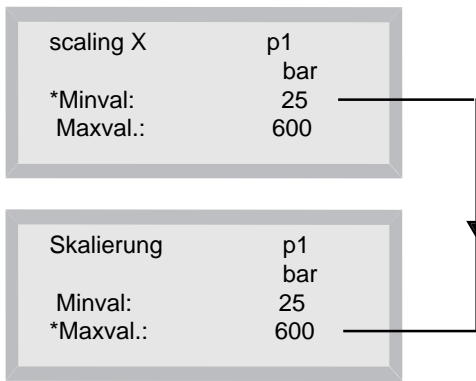 scaling X p1
bar
*Minval: 25
Maxval.: 600
Skalierung p1
bar
Minval: 25
*Maxval.: 600